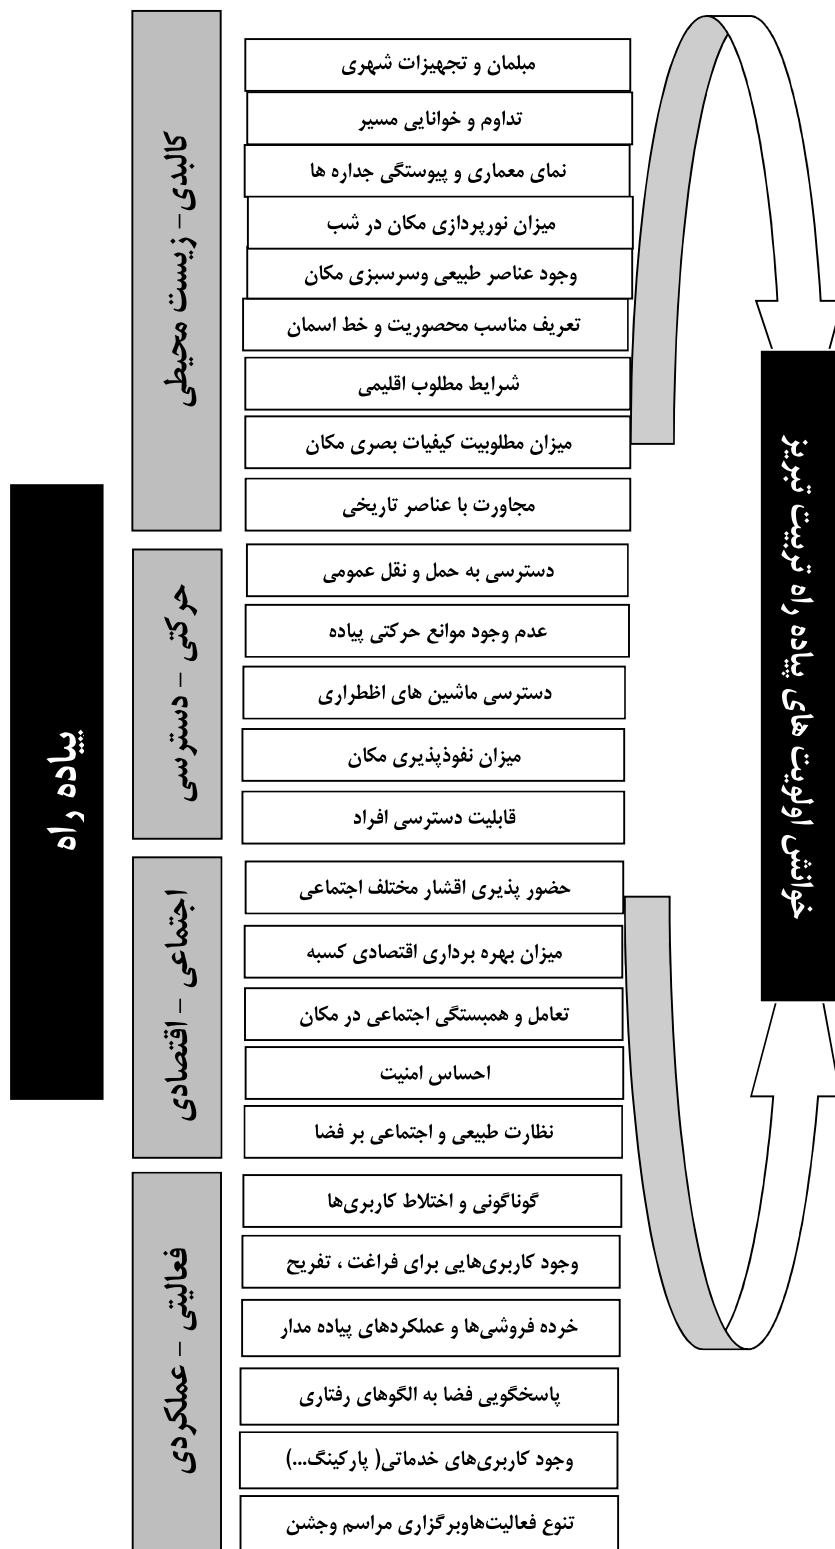 پیاده راه
کالبدی - زیست محیطی
مبلمان و تجهیزات شهری
تداوم و خوانایی مسیر
نمای معماری و پیوستگی جداره ها
میزان نورپردازی مکان در شب
وجود عناصر طبیعی وسرسبزی مکان
تعریف مناسب محصوریت و خط اسمان
شرایط مطلوب اقلیمی
میزان مطلوبیت کیفیات بصری مکان
مجاورت با عناصر تاریخی
حرکتی - دسترسی
دسترسی به حمل و نقل عمومی
عدم وجود موانع حرکتی پیاده
دسترسی ماشین های اظطراری
میزان نفوذپذیری مکان
قابلیت دسترسی افراد
اجتماعی - اقتصادی
حضور پذیری اقشار مختلف اجتماعی
میزان بهره برداری اقتصادی کسبه
تعامل و همبستگی اجتماعی در مکان
احساس امنیت
نظارت طبیعی و اجتماعی بر فضا
فعالیتی - عملکردی
گوناگونی و اختلاط کاربری‌ها
وجود کاربری‌هایی برای فراغت ، تفریح
خرده فروشی‌ها و عملکردهای پیاده مدار
پاسخگویی فضا به الگوهای رفتاری
وجود کاربری‌های خدماتی( پارکینگ...)
تنوع فعالیت‌هاوبرگزاری مراسم وجشن
خوانش اولویت های پیاده راه تربیت تبریز